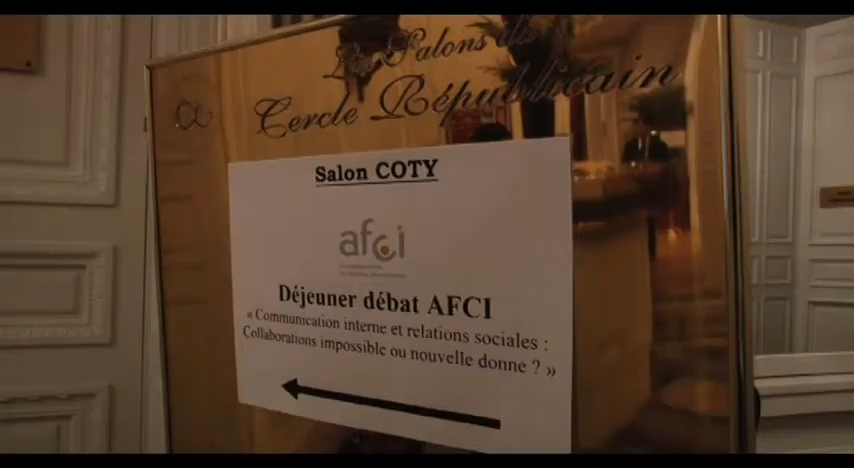 Les Salons du
Cercle Républicain
Salon COTY
afci
Déjeuner débat AFCI
« Communication interne et relations sociales :
Collaborations impossible ou nouvelle donne ? »